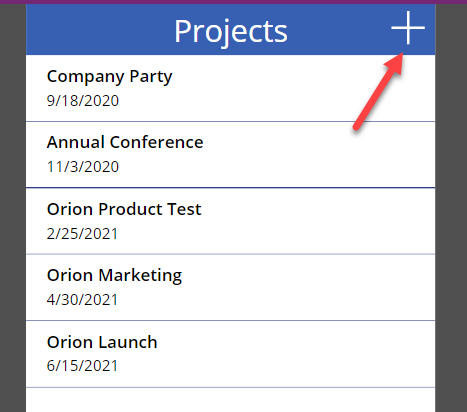 Projects
Company Party
9/18/2020
Annual Conference
11/3/2020
Orion Product Test
2/25/2021
Orion Marketing
4/30/2021
Orion Launch
6/15/2021